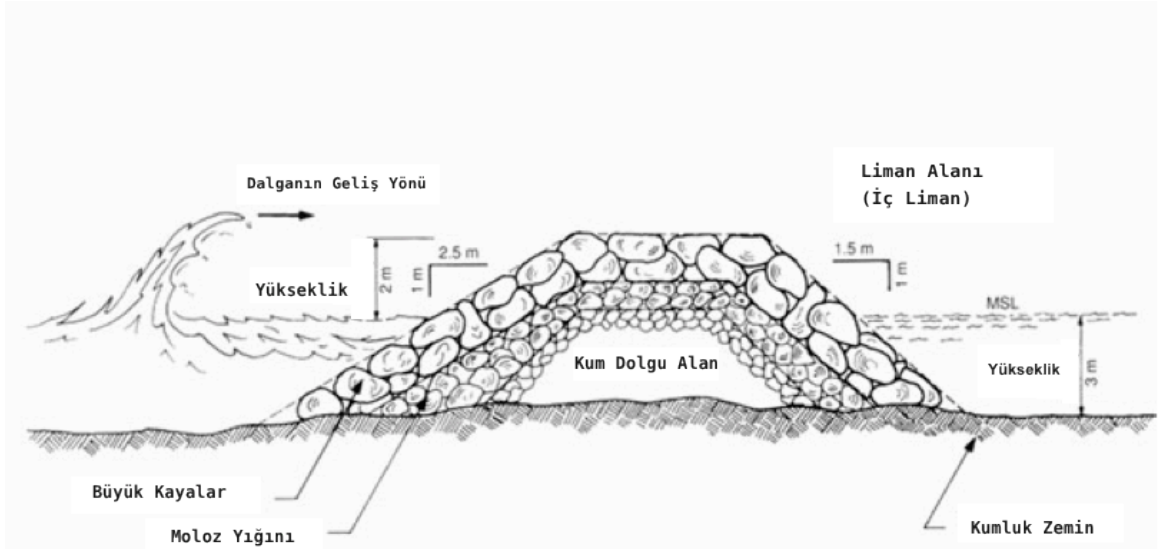 Liman Alanı
(İç Liman)
Dalganın Geliş Yönü
2.5 m
1 m
2 m
Yükseklik
1.5 m
1 m
MSL
Kum Dolgu Alan
Yükseklik
3 m
Büyük Kayalar
Moloz Yığını
Kumluk Zemin